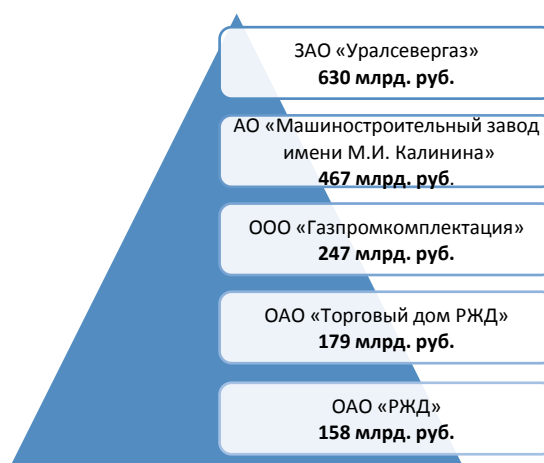 ЗАО «Уралсевергаз»
630 млрд. руб.
АО «Машиностроительный завод
имени М.И. Калинина»
467 млрд. руб.
ООО «Газпромкомплектация»
247 млрд. руб.
ОАО «Торговый дом РЖД»
179 млрд. руб.
ОАО «РЖД»
158 млрд. руб.